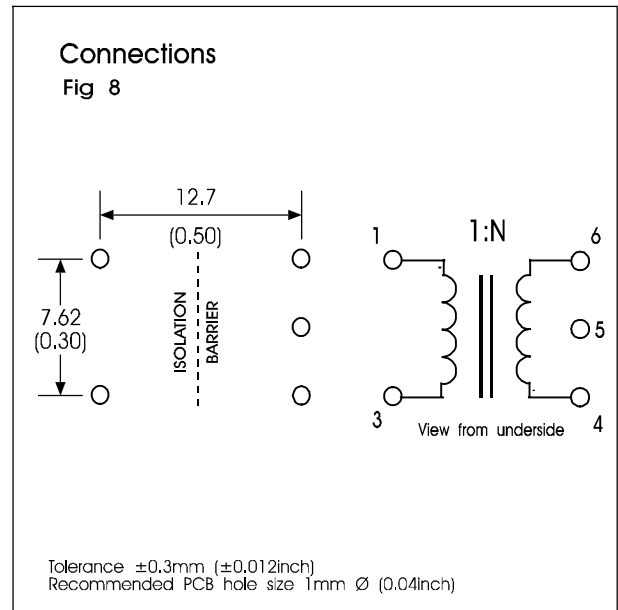 Connections
Fig 8
12.7
(0.50)
7.62
(0.30)
ISOLATION
BARRIER
1
1:N
6
5
3
View from underside
4
Tolerance ±0.3mm (±0.012inch)
Recommended PCB hole size 1mm Ø (0.04inch)